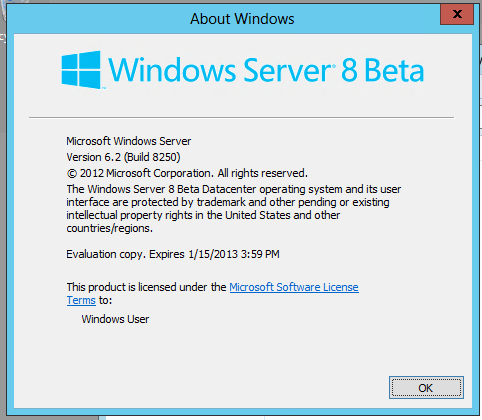 About Windows
x
Windows Server 8 Beta
Microsoft Windows Server
Version 6.2 (Build 8250)
© 2012 Microsoft Corporation. All rights reserved.
The Windows Server 8 Beta Datacenter operating system and its user
interface are protected by trademark and other pending or existing
intellectual property rights in the United States and other
countries/regions.
Evaluation copy. Expires 1/15/2013 3:59 PM
This product is licensed under the Microsoft Software License
Terms to:
Windows User
OK